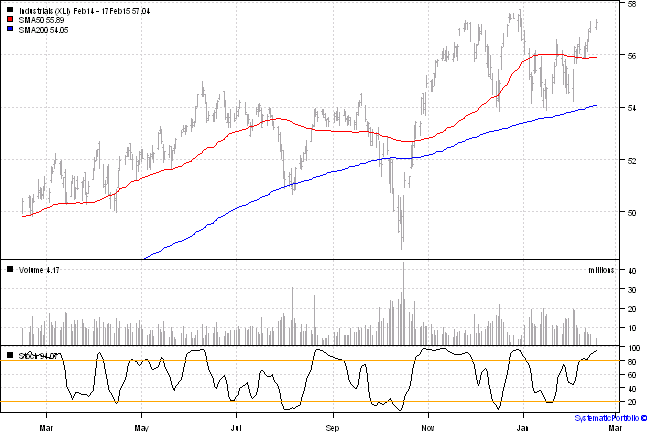 Industrials (XLI) Feb14 - 17Feb15 57.04
SMA50 55.89
SMA200 54.05
58
56
54
52
50
Volume 4.17
millions
40
30
20
10
100
80
60
40
20
Mar
May
Jul
Sep
Nov
Jan
Mar
SystematicPortfolio ©